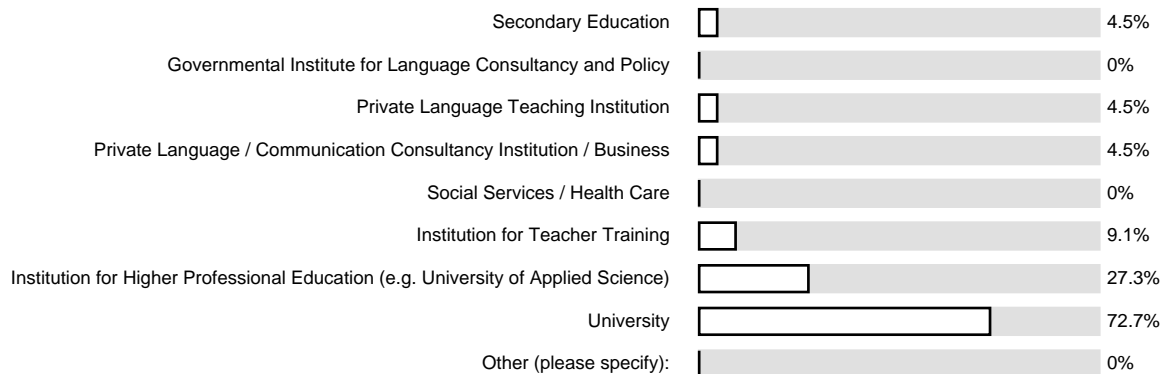 Secondary Education 4.5%
Governmental Institute for Language Consultancy and Policy 0%
Private Language Teaching Institution 4.5%
Private Language / Communication Consultancy Institution / Business 4.5%
Social Services / Health Care 0%
Institution for Teacher Training 9.1%
Institution for Higher Professional Education (e.g. University of Applied Science) 27.3%
University 72.7%
Other (please specify): 0%